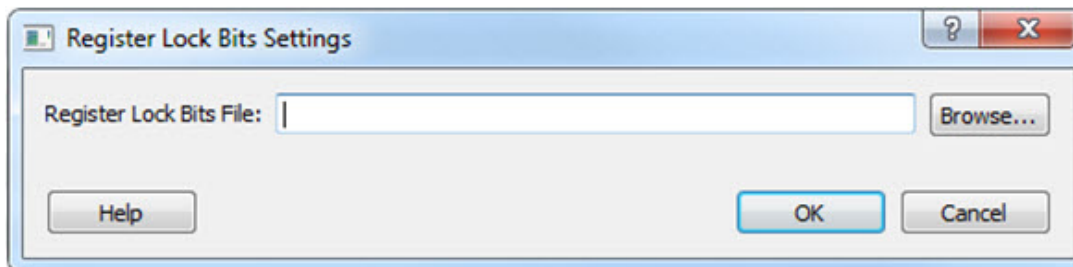 Register Lock Bits Settings
Register Lock Bits File: Browse...
Help OK Cancel